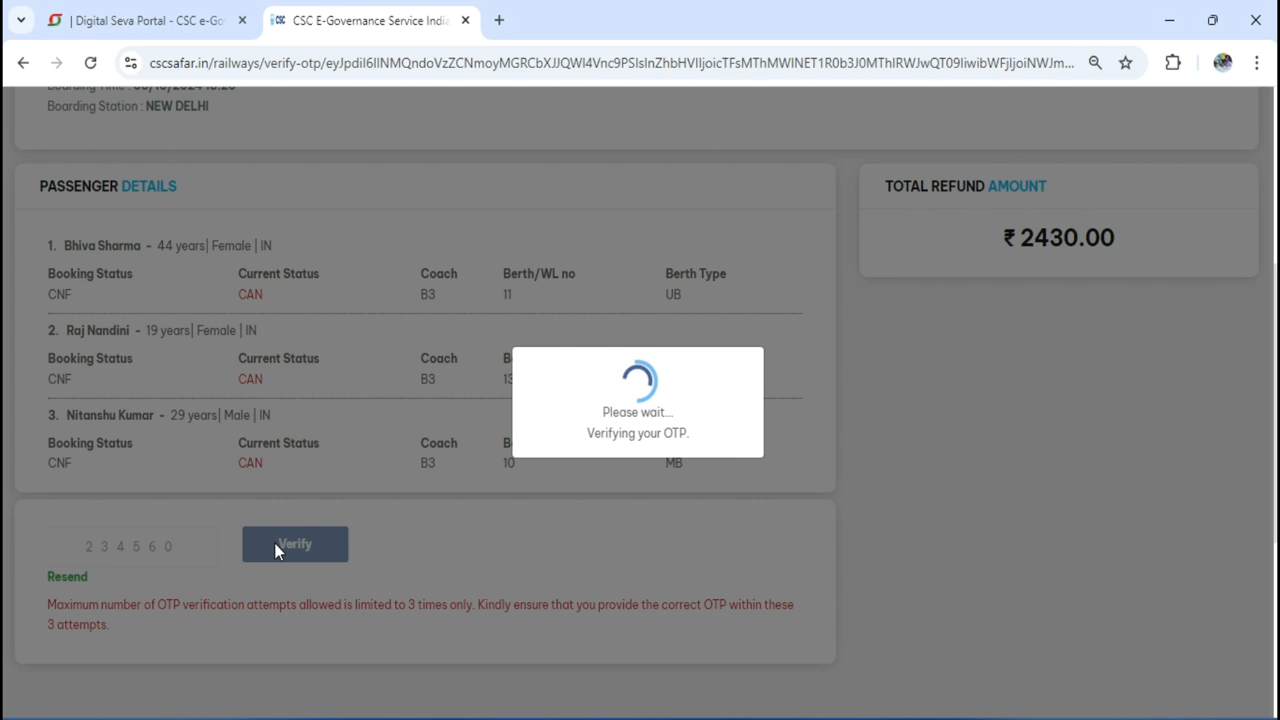 | Digital Seva Portal - CSC e-Go
CSC CSC E-Governance Service India
cscsafar.in/railways/verify-otp/
Boarding Station : NEW DELHI
PASSENGER DETAILS
TOTAL REFUND AMOUNT
₹ 2430.00
1. Bhiva Sharma - 44 years| Female | IN
Booking Status Current Status Coach Berth/WL no Berth Type
CNF CAN B3 11 UB
2. Raj Nandini - 19 years| Female | IN
Booking Status Current Status Coach
CNF CAN B3
3. Nitanshu Kumar - 29 years| Male | IN
Booking Status Current Status Coach
CNF CAN B3 10 MB
Please wait...
Verifying your OTP.
2 3 4 5 6 0 Verify
Resend
Maximum number of OTP verification attempts allowed is limited to 3 times only. Kindly ensure that you provide the correct OTP within these
3 attempts.